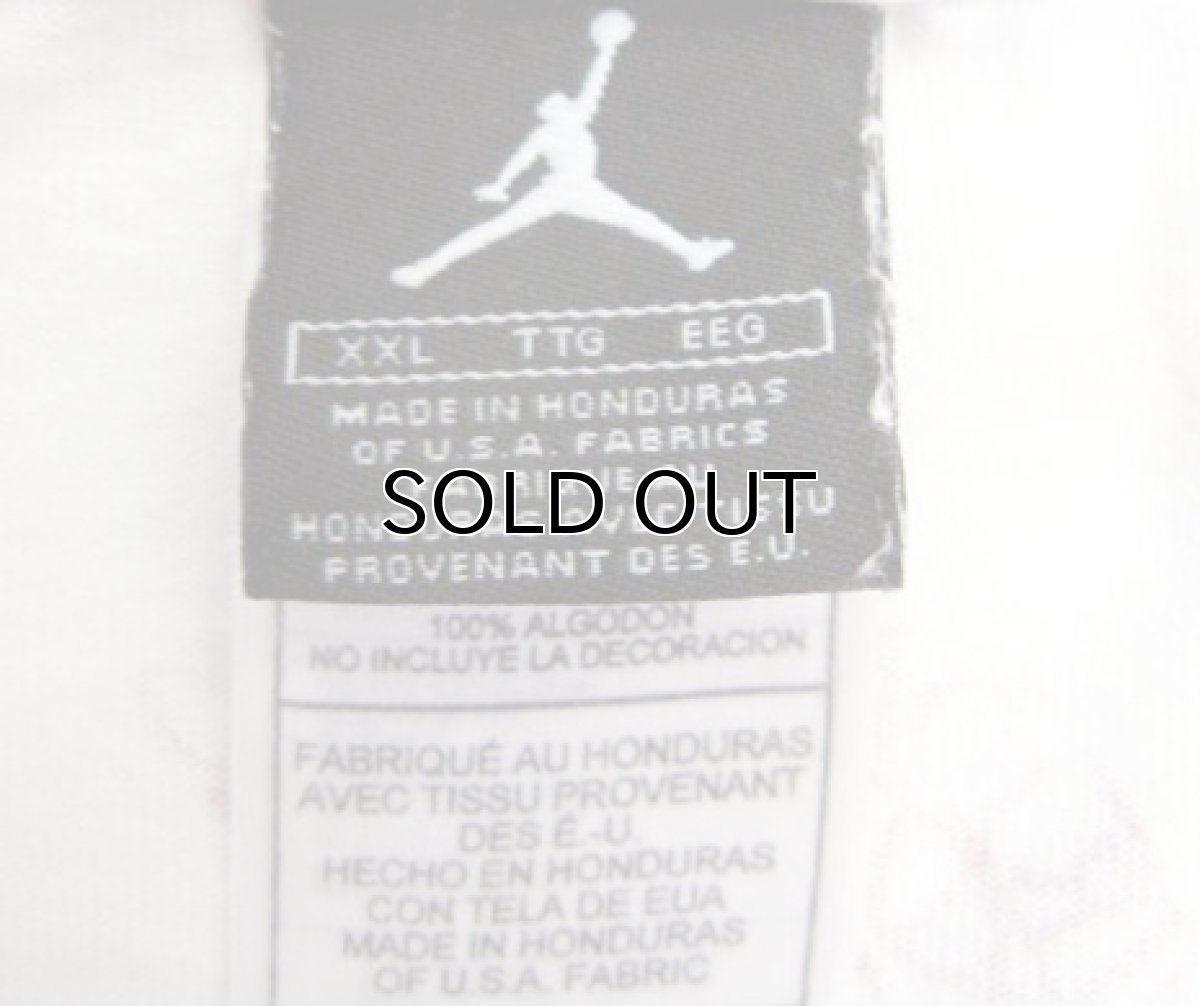 XXL TTG EEG
MADE IN HONDURAS
OF U.S.A. FABRICS
SOLD OUT
PROVENANT DES E.U.
100% ALGODON
NO INCLUYE LA DECORACION
FABRIQUÉ AU HONDURAS
AVEC TISSU PROVENANT
DES É.-U.
HECHO EN HONDURAS
CON TELA DE EUA
MADE IN HONDURAS
OF U.S.A. FABRIC